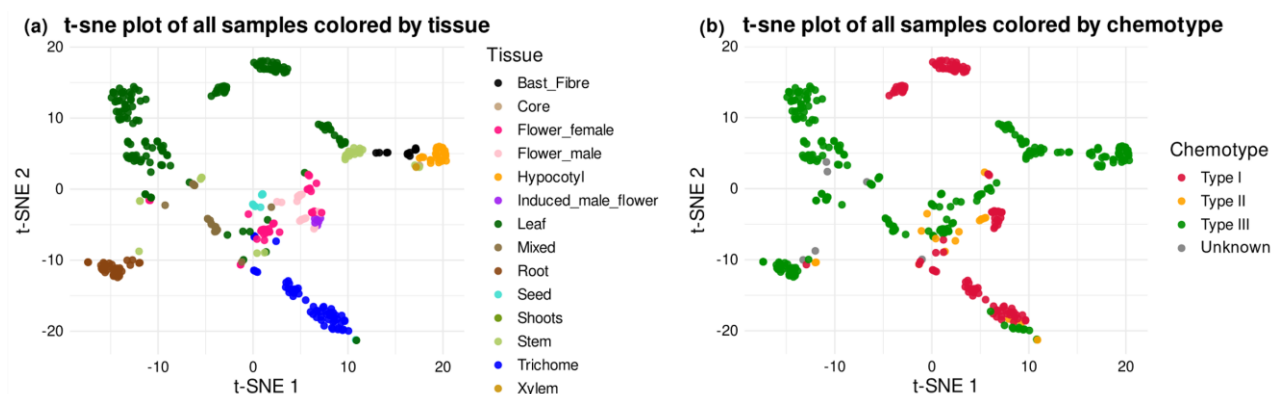 (a) t-sne plot of all samples colored by tissue
20
10
0
-10
-20
-10
0
10
20
t-SNE 2
t-SNE 1
Tissue
Bast_Fibre
Core
Flower_female
Flower_male
Hypocotyl
Induced_male_flower
Leaf
Mixed
Root
Seed
Shoots
Stem
Trichome
Xylem
(b) t-sne plot of all samples colored by chemotype
20
10
0
-10
-20
-10
0
10
20
t-SNE 2
t-SNE 1
Chemotype
Type I
Type II
Type III
Unknown